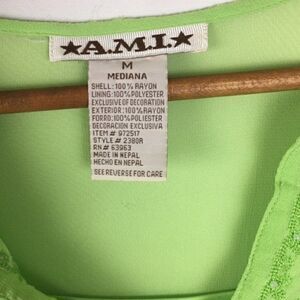 ★A.M.I.★
M
MEDIANA
SHELL: 100% RAYON
LINING: 100% POLYESTER
EXCLUSIVE OF DECORATION
EXTERIOR: 100% RAYON
FORRO: 100% POLIESTER
DECORACION EXCLUSIVA
ITEM # 972517
STYLE # 2380R
RN# 63963
MADE IN NEPAL
HECHO EN NEPAL
SEE REVERSE FOR CARE